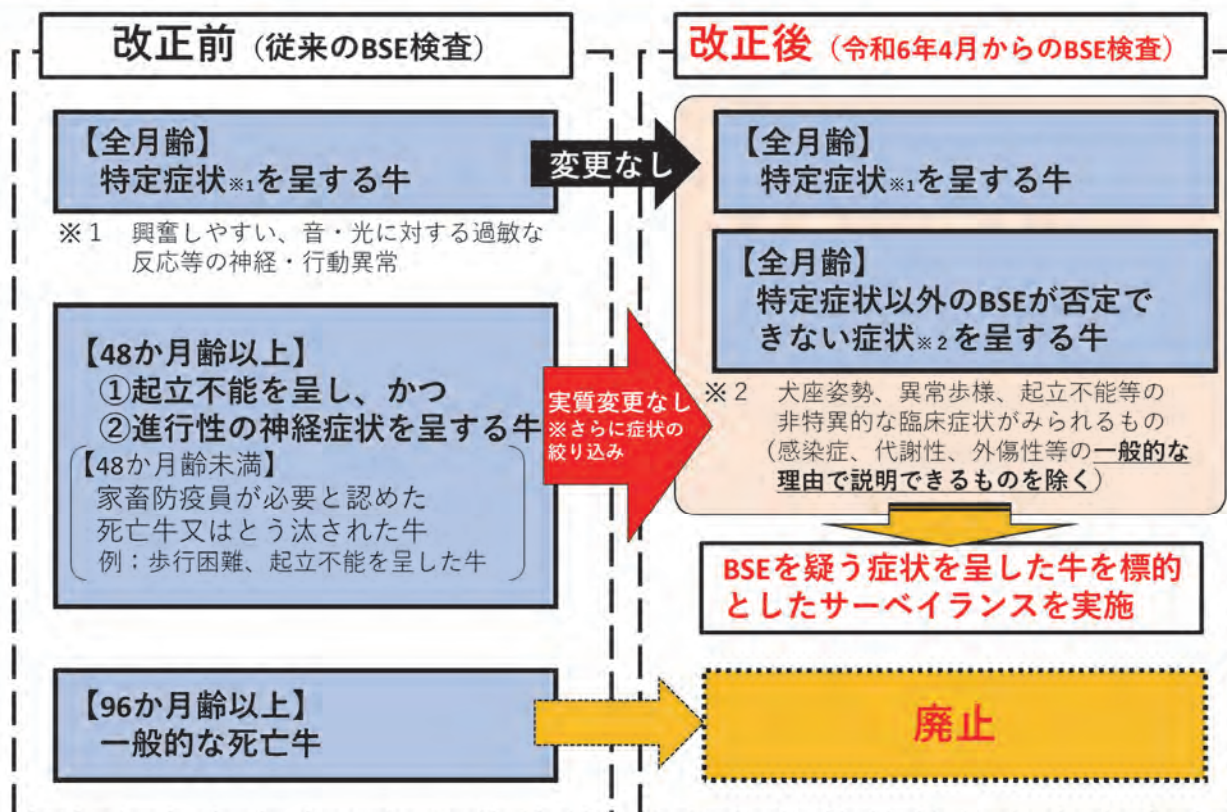 改正前（従来のBSE検査）
【全月齢】
特定症状※1を呈する牛
※１　興奮しやすい、音・光に対する過敏な
反応等の神経・行動異常
【48か月齢以上】
①起立不能を呈し、かつ
②進行性の神経症状を呈する牛
【48か月齢未満】
家畜防疫員が必要と認めた
死亡牛又はとう汰された牛
例；歩行困難、起立不能を呈した牛
【96か月齢以上】
一般的な死亡牛
変更なし
実質変更なし
※さらに症状の
絞り込み
改正後（令和6年4月からのBSE検査）
【全月齢】
特定症状※1を呈する牛
【全月齢】
特定症状以外のBSEが否定で
きない症状※２を呈する牛
※２　犬座姿勢、異常歩様、起立不能等の
非特異的な臨床症状がみられるもの
（感染症、代謝性、外傷性等の一般的な
理由で説明できるものを除く）
BSEを疑う症状を呈した牛を標的
としたサーベイランスを実施
廃止